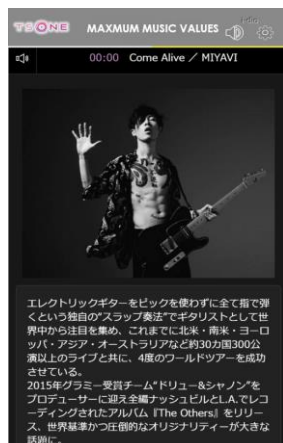 TSONE MAXMUM MUSIC VALUES
00:00 Come Alive ／ MIYAVI
エレクトリックギターをピックを使わずに全て指で弾
くという独自の“スラップ奏法”でギタリストとして世
界中から注目を集め、これまでに北米・南米・ヨーロ
ッパ・アジア・オーストラリアなど約30カ国300公
演以上のライブと共に、4度のワールドツアーを成功
させている。
2015年グラミー受賞チーム“ドリュー&シャノン”を
プロデューサーに迎え全編ナッシュビルとL.A.でレコ
ーディングされたアルバム『The Others』をリリー
ス、世界基準かつ圧倒的なオリジナリティーが大きな
話題に。